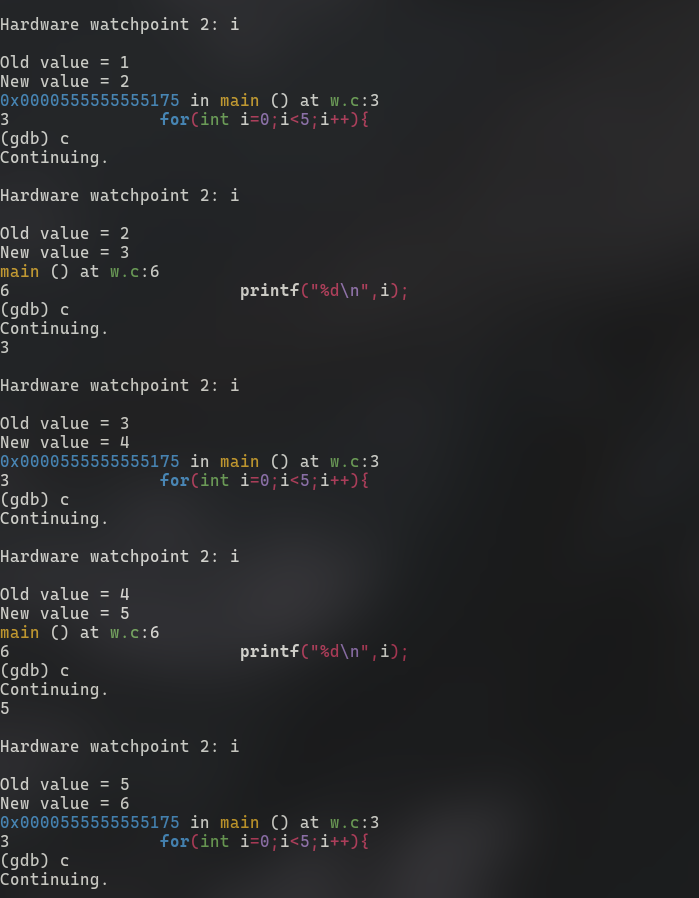 Hardware watchpoint 2: i
Old value = 1
New value = 2
0x0000555555555175 in main () at w.c:3
3               for(int i=0;i<5;i++){
(gdb) c
Continuing.
Hardware watchpoint 2: i
Old value = 2
New value = 3
main () at w.c:6
6                       printf("%d\n",i);
(gdb) c
Continuing.
3
Hardware watchpoint 2: i
Old value = 3
New value = 4
0x0000555555555175 in main () at w.c:3
3               for(int i=0;i<5;i++){
(gdb) c
Continuing.
Hardware watchpoint 2: i
Old value = 4
New value = 5
main () at w.c:6
6                       printf("%d\n",i);
(gdb) c
Continuing.
5
Hardware watchpoint 2: i
Old value = 5
New value = 6
0x0000555555555175 in main () at w.c:3
3               for(int i=0;i<5;i++){
(gdb) c
Continuing.